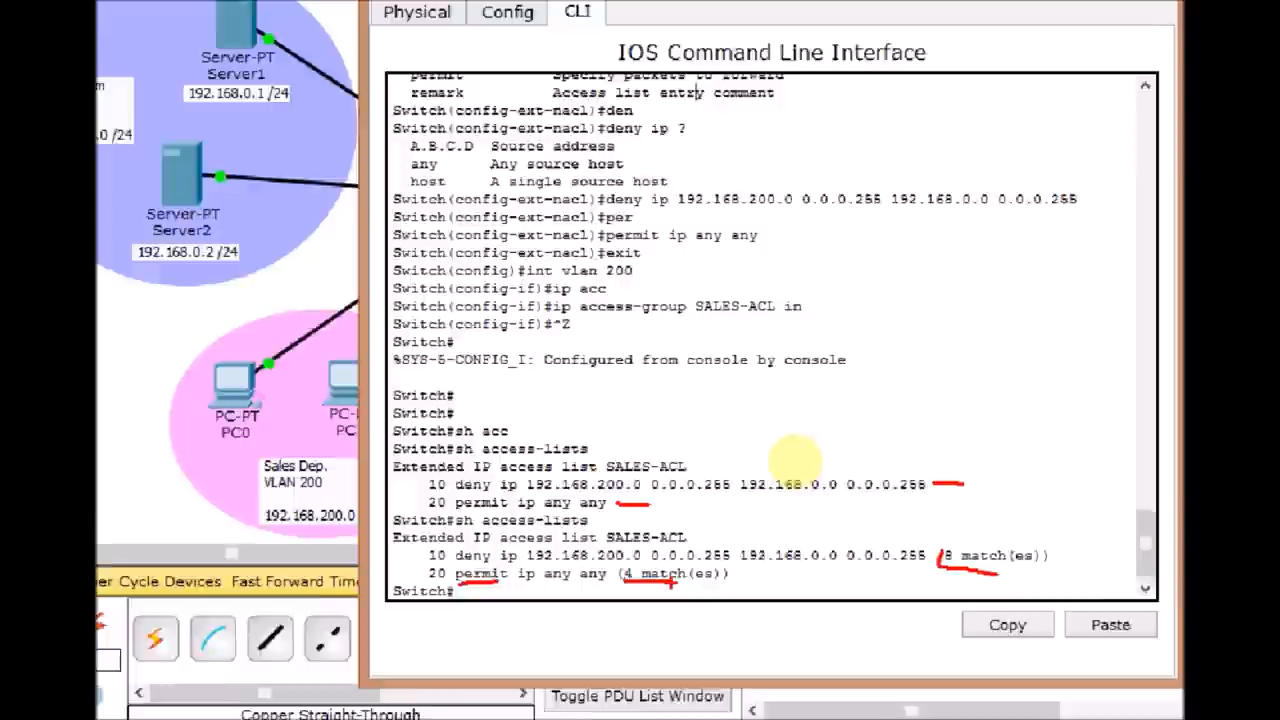 Physical
Config
CLI
IOS Command Line Interface
permit Specify packets to forward
remark Access list entry comment
Switch(config-ext-nacl)#den
Switch(config-ext-nacl)#deny ip ?
A.B.C.D Source address
any Any source host
host A single source host
Switch(config-ext-nacl)#deny ip 192.168.200.0 0.0.0.255 192.168.0.0 0.0.0.255
Switch(config-ext-nacl)#per
Switch(config-ext-nacl)#permit ip any any
Switch(config-ext-nacl)#exit
Switch(config)#int vlan 200
Switch(config-if)#ip acc
Switch(config-if)#ip access-group SALES-ACL in
Switch(config-if)#^Z
Switch#
%SYS-5-CONFIG_I: Configured from console by console
Switch#
Switch#
Switch#sh acc
Switch#sh access-lists
Extended IP access list SALES-ACL
10 deny ip 192.168.200.0 0.0.0.255 192.168.0.0 0.0.0.255
20 permit ip any any
Switch#sh access-lists
Extended IP access list SALES-ACL
10 deny ip 192.168.200.0 0.0.0.255 192.168.0.0 0.0.0.255 (8 match(es))
20 permit ip any any (4 match(es))
Switch#
Copy
Paste
Server-PT
Server1
192.168.0.1 /24
m
.0 /24
Server-PT
Server2
192.168.0.2 /24
PC-PT
PC0
PC-
PC
Sales Dep.
VLAN 200
192.168.200.0
er Cycle Devices Fast Forward Time
Toggle PDU List Window
Copper Straight-Through